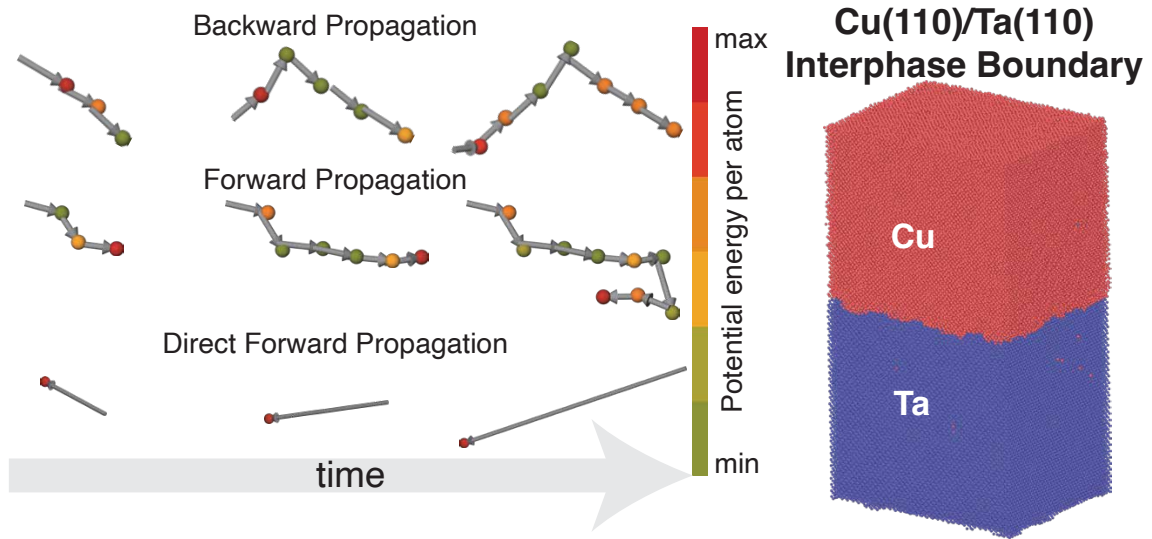 Backward Propagation
Forward Propagation
Direct Forward Propagation
time
max
Potential energy per atom
min
Cu(110)/Ta(110)
Interphase Boundary
Cu
Ta